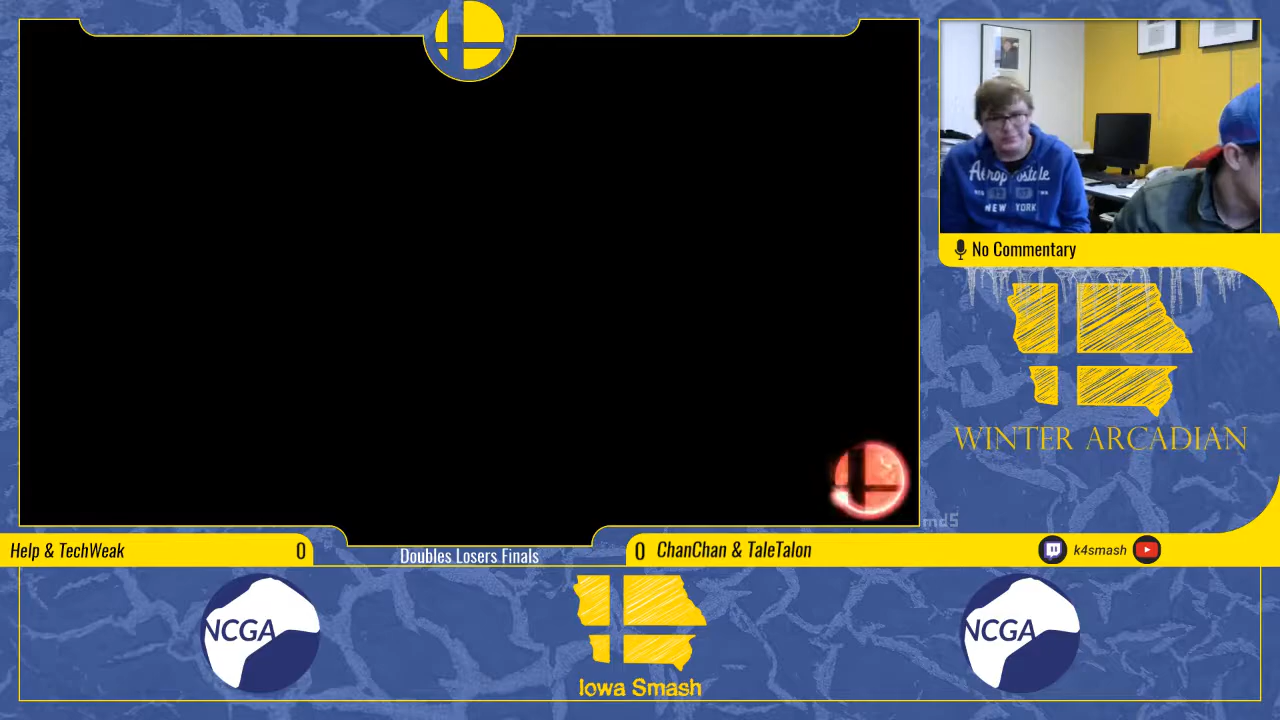 Aéropostale
NEW YORK
No Commentary
WINTER ARCADIAN
md5
Help & TechWeak 0
Doubles Losers Finals
0 ChanChan & TaleTalon
k4smash
NCGA
Iowa Smash
NCGA